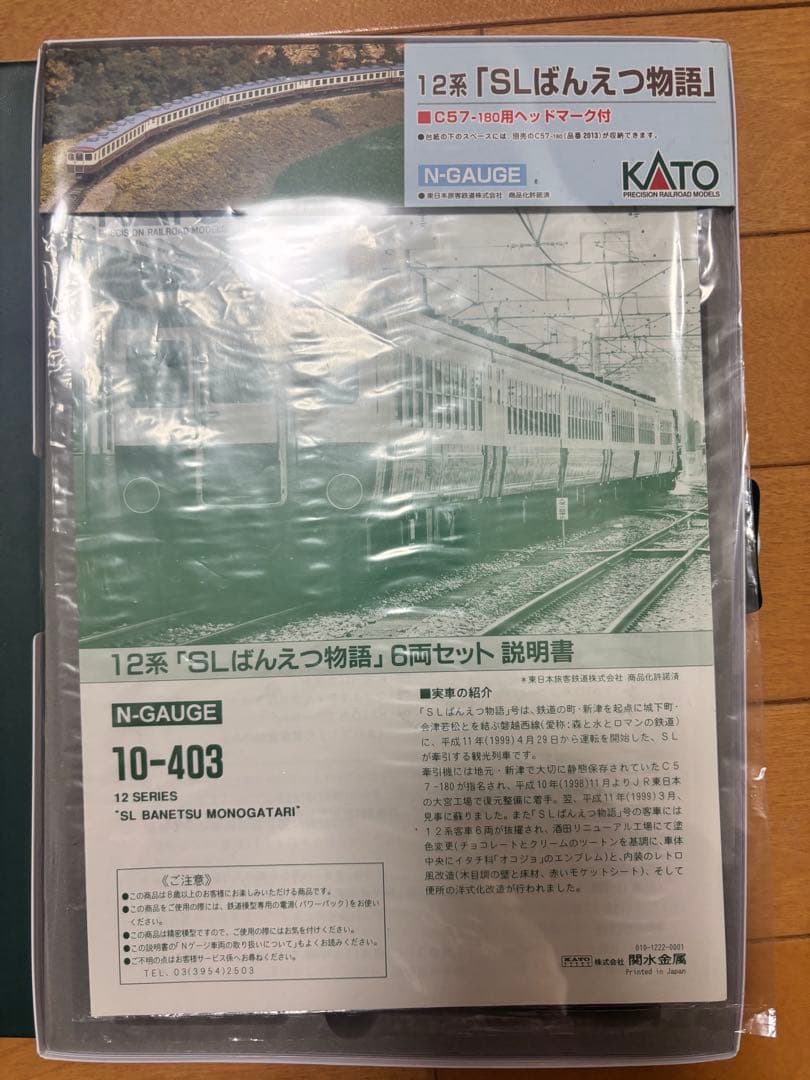 12系「SLばんえつ物語」
■C57-180用ヘッドマーク付
●台紙の下のスペースには、別売のC57-180(品番2013)が収納できます。
N-GAUGE
●東日本旅客鉄道株式会社 商品化許諾済
KATO
PRECISION RAILROAD MODELS
KATO
PRECISION RAILROAD MODELS
12系「SLばんえつ物語」6両セット 説明書
*東日本旅客鉄道株式会社 商品化許諾済
N-GAUGE
10-403
12 SERIES
"SL BANETSU MONOGATARI"
■実車の紹介
「SLばんえつ物語」号は、鉄道の町・新津を起点に城下町・
会津若松とを結ぶ磐越西線(愛称:森と水とロマンの鉄道)
に、平成11年(1999)4月29日から運転を開始した、SL
が牽引する観光列車です。
牽引機には地元・新津で大切に静態保存されていたC5
7-180が指名され、平成10年(1998)11月よりJR東日本
の大宮工場で復元整備に着手。翌、平成11年(1999)3月、
見事に蘇りました。また「SLばんえつ物語」号の客車には
12系客車6両が抜擢され、酒田リニューアル工場にて塗
色変更(チョコレートとクリームのツートンを基調に、車体
中央にイタチ科「オコジョ」のエンブレム)と、内装のレトロ
風改造(木目調の壁と床材、赤いモケットシート)、そして
便所の洋式化改造が行われました。
《ご注意》
●この商品は8歳以上のお客様にお楽しみいただける商品です。
●この商品をご使用の際には、鉄道模型専用の電源(パワーパック)をお使い
ください。
●この商品は精密模型ですので、ご使用の際にはお気を付けください。
●この説明書の「Nゲージ車両の取り扱いについて」もよくお読みください。
●ご不明の点はお客様サービス係へお尋ねください。
TEL.03(3954)2503
010-1222-0001
KATO 株式会社 関水金属
Printed in Japan